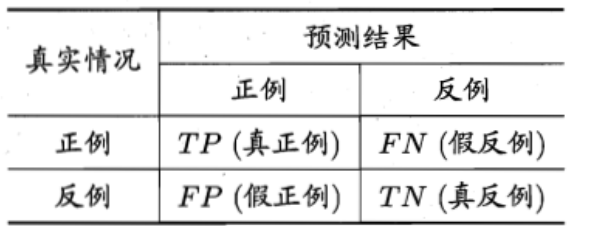 真实情况 预测结果
正例 反例
正例 TP (真正例) FN (假反例)
反例 FP (假正例) TN (真反例)